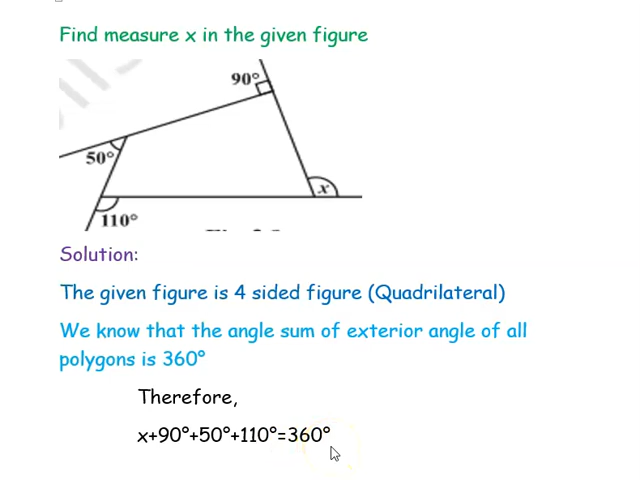 Find measure x in the given figure
90°
50°
x
110°
Solution:
The given figure is 4 sided figure (Quadrilateral)
We know that the angle sum of exterior angle of all
polygons is 360°
Therefore,
x+90°+50°+110°=360°